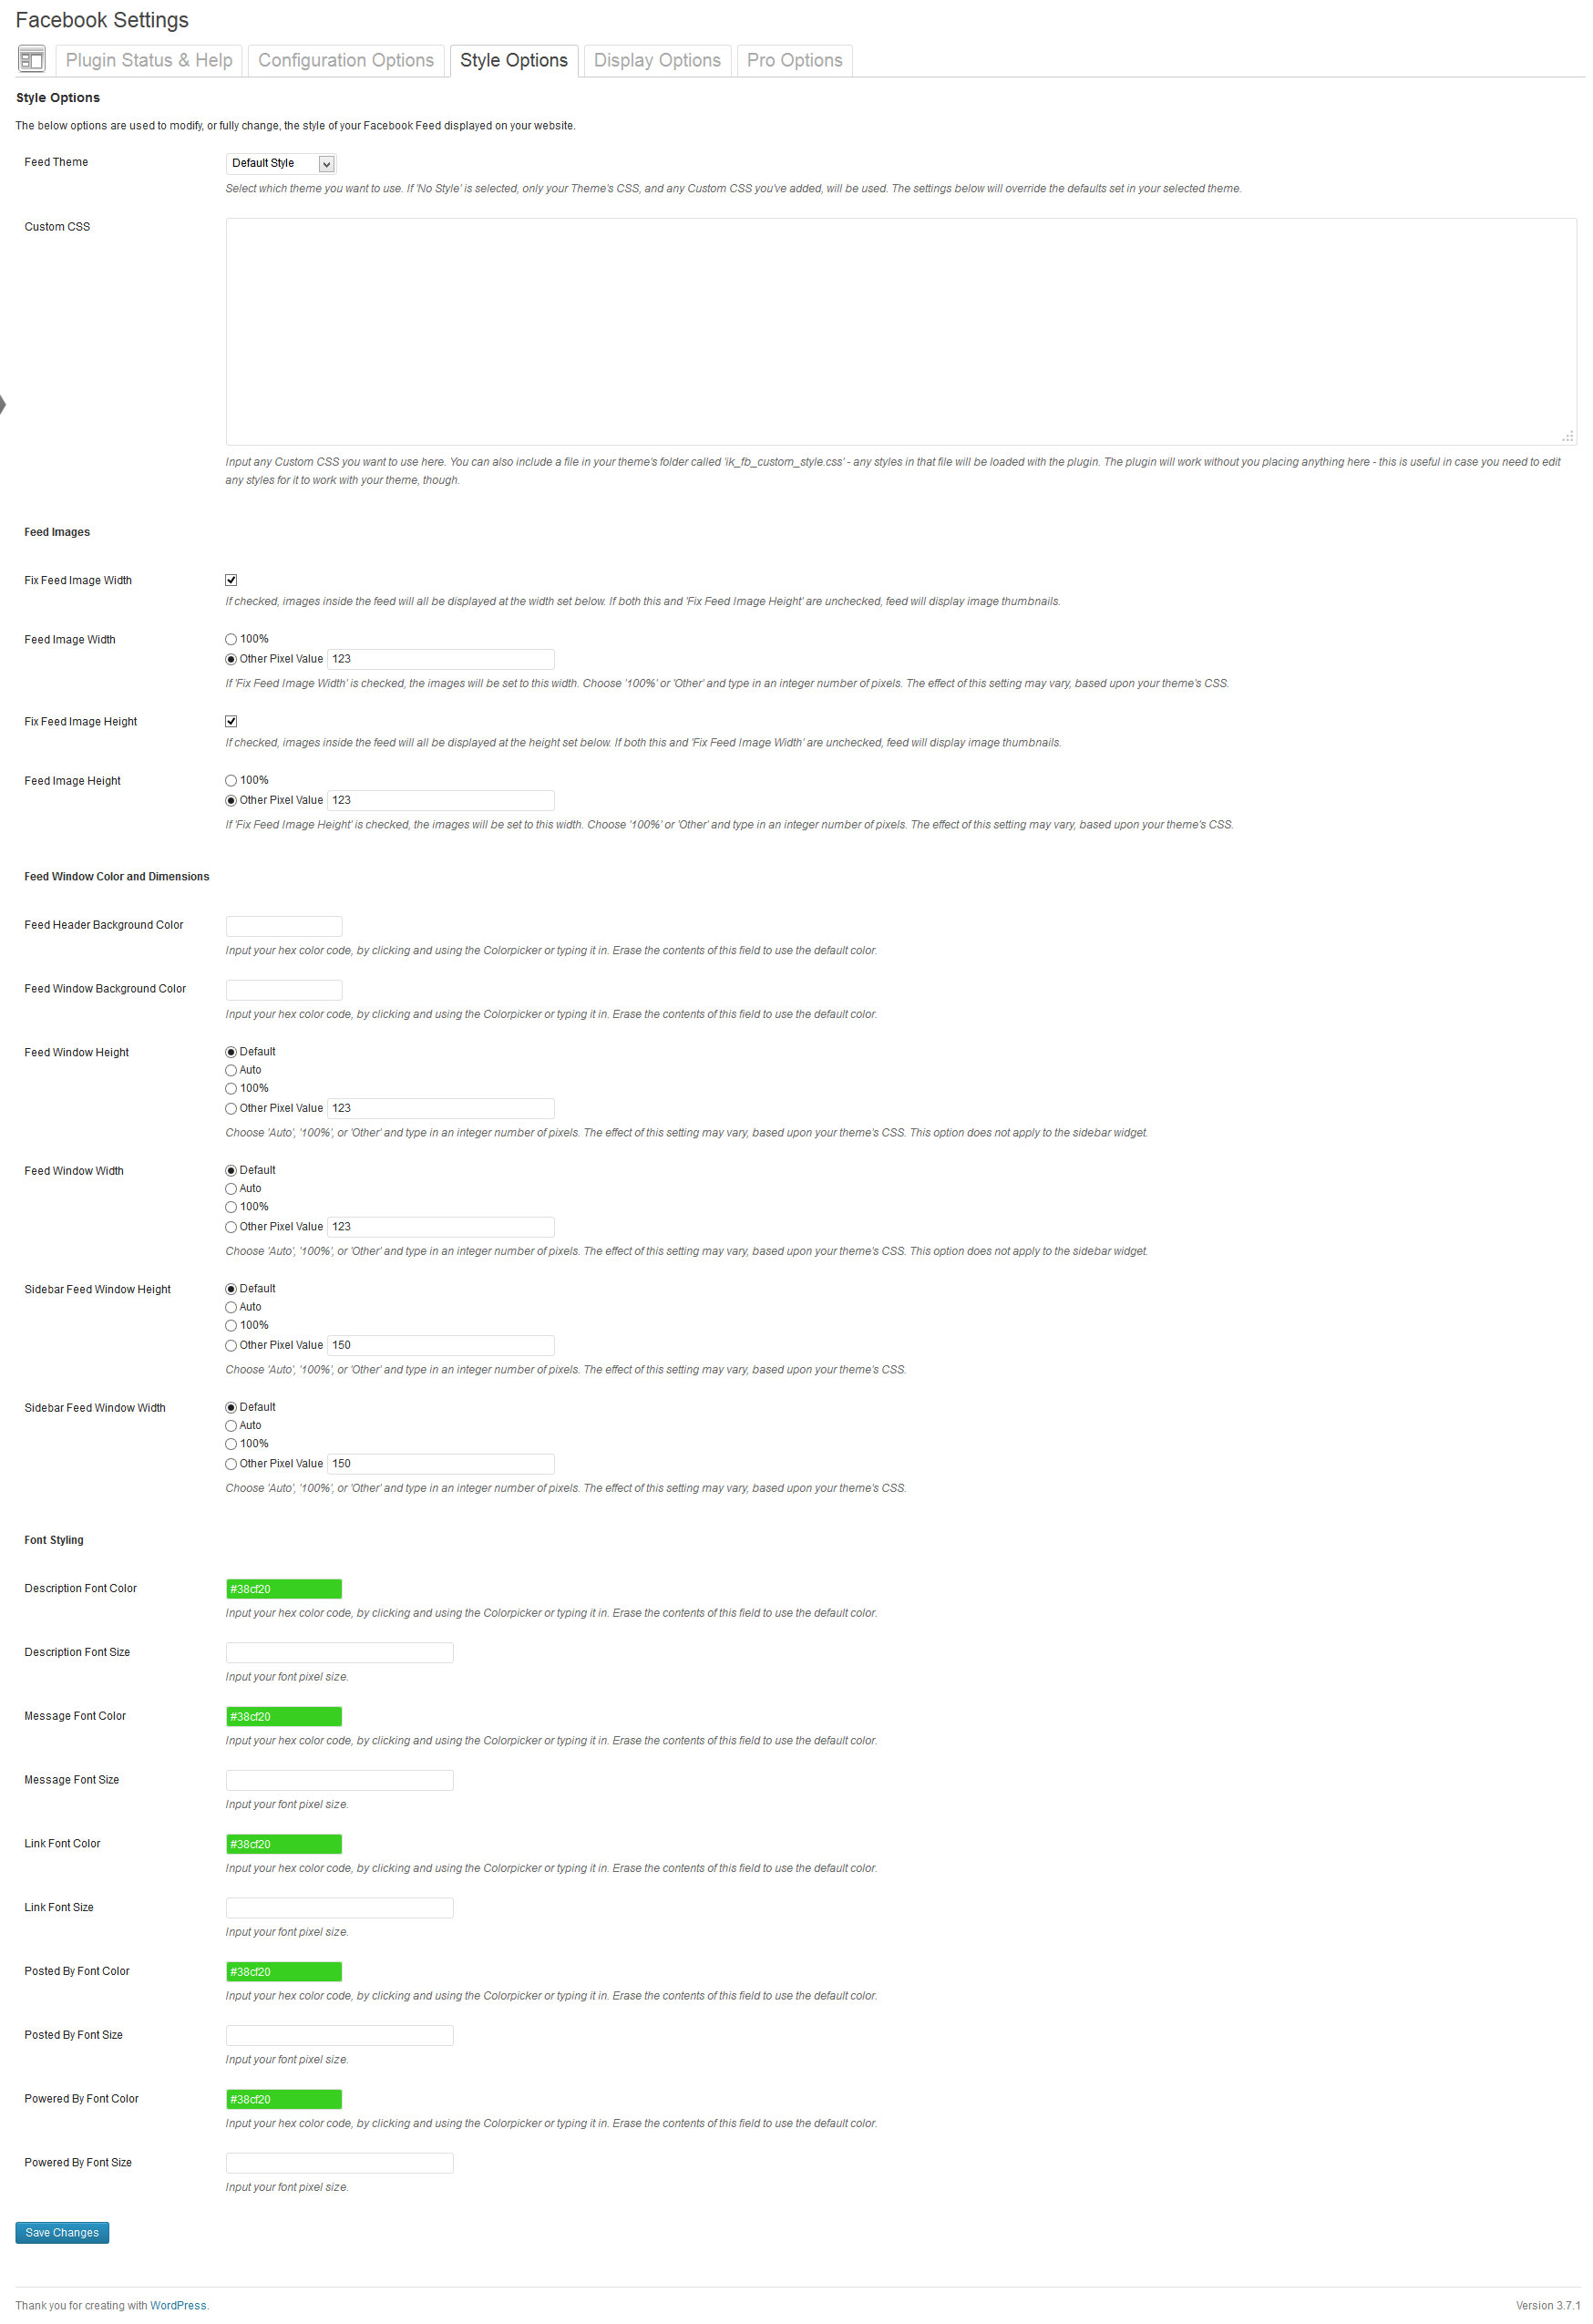 Facebook Settings
Plugin Status & Help Configuration Options Style Options Display Options Pro Options
Style Options
The below options are used to modify, or fully change, the style of your Facebook Feed displayed on your website.
Feed Theme Default Style
Select which theme you want to use. If 'No Style' is selected, only your Theme's CSS, and any Custom CSS you've added, will be used. The settings below will override the defaults set in your selected theme.
Custom CSS
Input any Custom CSS you want to use here. You can also include a file in your theme's folder called 'ik_fb_custom_style.css' - any styles in that file will be loaded with the plugin. The plugin will work without you placing anything here - this is useful in case you need to edit
any styles for it to work with your theme, though.
Feed Images
Fix Feed Image Width
If checked, images inside the feed will all be displayed at the width set below. If both this and 'Fix Feed Image Height' are unchecked, feed will display image thumbnails.
Feed Image Width 100%
Other Pixel Value 123
If 'Fix Feed Image Width' is checked, the images will be set to this width. Choose '100%' or 'Other' and type in an integer number of pixels. The effect of this setting may vary, based upon your theme's CSS.
Fix Feed Image Height
If checked, images inside the feed will all be displayed at the height set below. If both this and 'Fix Feed Image Width' are unchecked, feed will display image thumbnails.
Feed Image Height 100%
Other Pixel Value 123
If 'Fix Feed Image Height' is checked, the images will be set to this width. Choose '100%' or 'Other' and type in an integer number of pixels. The effect of this setting may vary, based upon your theme's CSS.
Feed Window Color and Dimensions
Feed Header Background Color
Input your hex color code, by clicking and using the Colorpicker or typing it in. Erase the contents of this field to use the default color.
Feed Window Background Color
Input your hex color code, by clicking and using the Colorpicker or typing it in. Erase the contents of this field to use the default color.
Feed Window Height Default
Auto
100%
Other Pixel Value 123
Choose 'Auto', '100%', or 'Other' and type in an integer number of pixels. The effect of this setting may vary, based upon your theme's CSS. This option does not apply to the sidebar widget.
Feed Window Width Default
Auto
100%
Other Pixel Value 123
Choose 'Auto', '100%', or 'Other' and type in an integer number of pixels. The effect of this setting may vary, based upon your theme's CSS. This option does not apply to the sidebar widget.
Sidebar Feed Window Height Default
Auto
100%
Other Pixel Value 150
Choose 'Auto', '100%', or 'Other' and type in an integer number of pixels. The effect of this setting may vary, based upon your theme's CSS.
Sidebar Feed Window Width Default
Auto
100%
Other Pixel Value 150
Choose 'Auto', '100%', or 'Other' and type in an integer number of pixels. The effect of this setting may vary, based upon your theme's CSS.
Font Styling
Description Font Color #38cf20
Input your hex color code, by clicking and using the Colorpicker or typing it in. Erase the contents of this field to use the default color.
Description Font Size
Input your font pixel size.
Message Font Color #38cf20
Input your hex color code, by clicking and using the Colorpicker or typing it in. Erase the contents of this field to use the default color.
Message Font Size
Input your font pixel size.
Link Font Color #38cf20
Input your hex color code, by clicking and using the Colorpicker or typing it in. Erase the contents of this field to use the default color.
Link Font Size
Input your font pixel size.
Posted By Font Color #38cf20
Input your hex color code, by clicking and using the Colorpicker or typing it in. Erase the contents of this field to use the default color.
Posted By Font Size
Input your font pixel size.
Powered By Font Color #38cf20
Input your hex color code, by clicking and using the Colorpicker or typing it in. Erase the contents of this field to use the default color.
Powered By Font Size
Input your font pixel size.
Save Changes
Thank you for creating with WordPress. Version 3.7.1